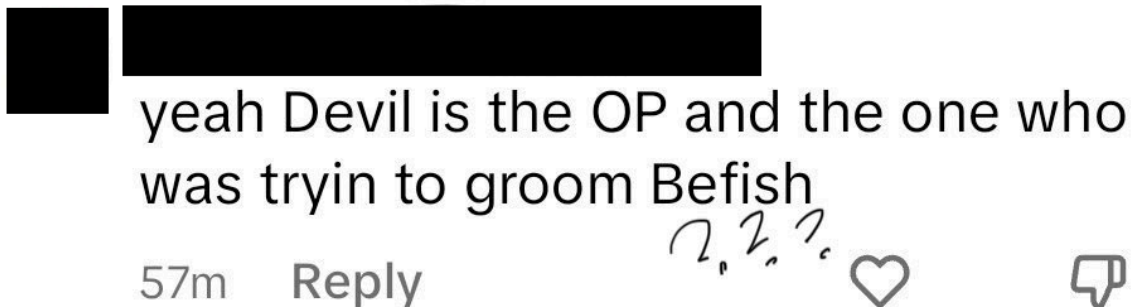 yeah Devil is the OP and the one who
was tryin to groom Befish
???
57m Reply